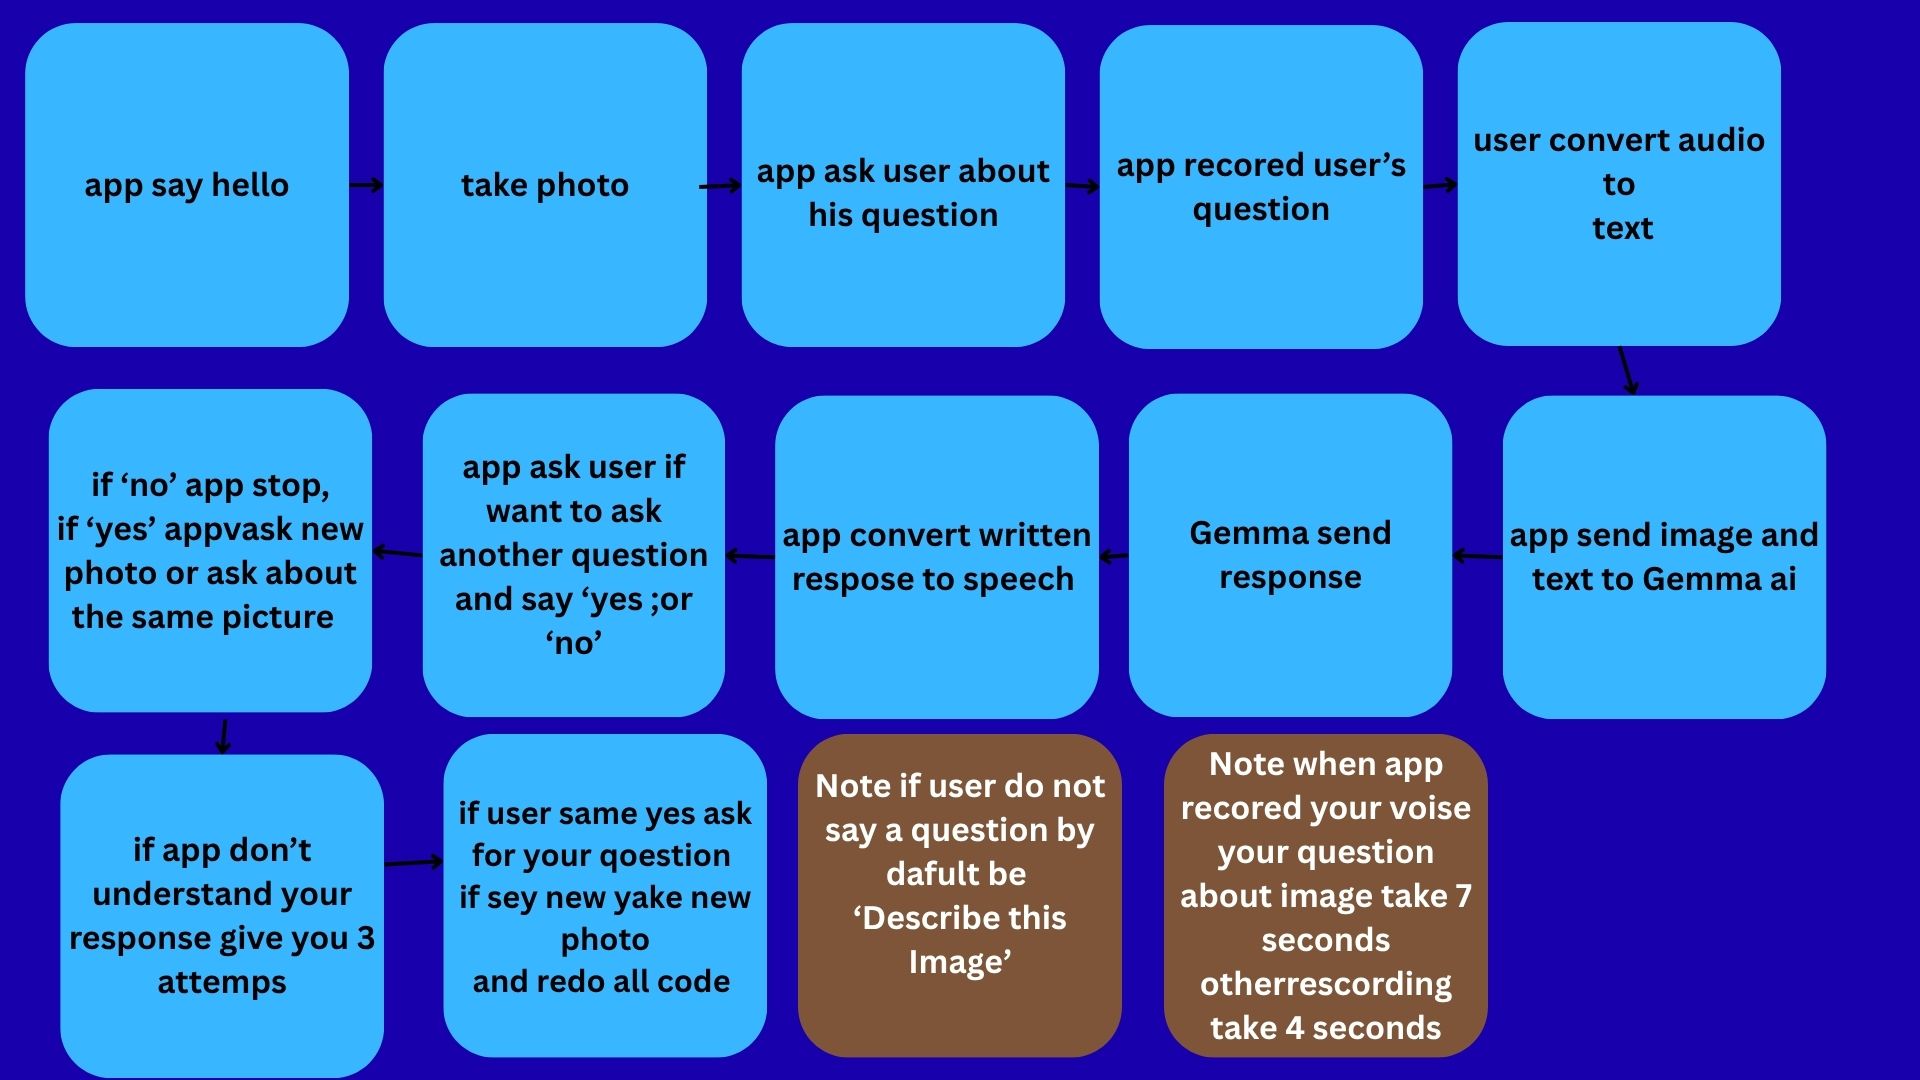 app say hello
take photo
app ask user about
his question
app recored user’s
question
user convert audio
to
text
app send image and
text to Gemma ai
Gemma send
response
app convert written
respose to speech
app ask user if
want to ask
another question
and say ‘yes ;or
‘no’
if ‘no’ app stop,
if ‘yes’ appvask new
photo or ask about
the same picture
if app don’t
understand your
response give you 3
attemps
if user same yes ask
for your qoestion
if sey new yake new
photo
and redo all code
Note if user do not
say a question by
dafult be
‘Describe this
Image’
Note when app
recored your voise
your question
about image take 7
seconds
otherrescording
take 4 seconds